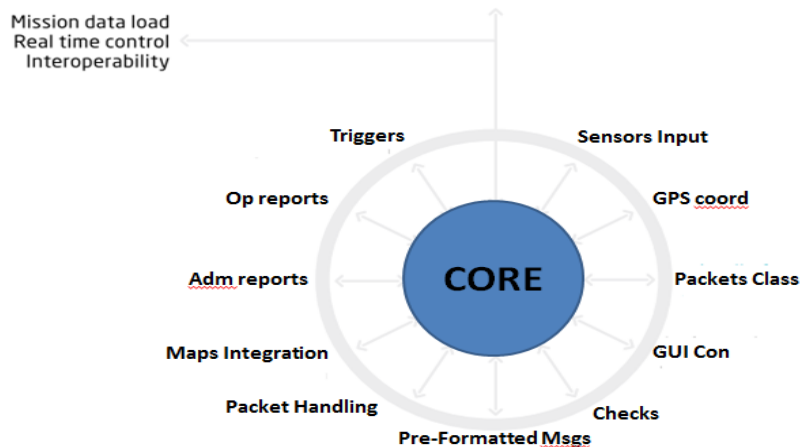 Mission data load
Real time control
Interoperability
Triggers
Sensors Input
Op reports
GPS coord
CORE
Adm reports
Packets Class
Maps Integration
GUI Con
Packet Handling
Checks
Pre-Formatted Msgs